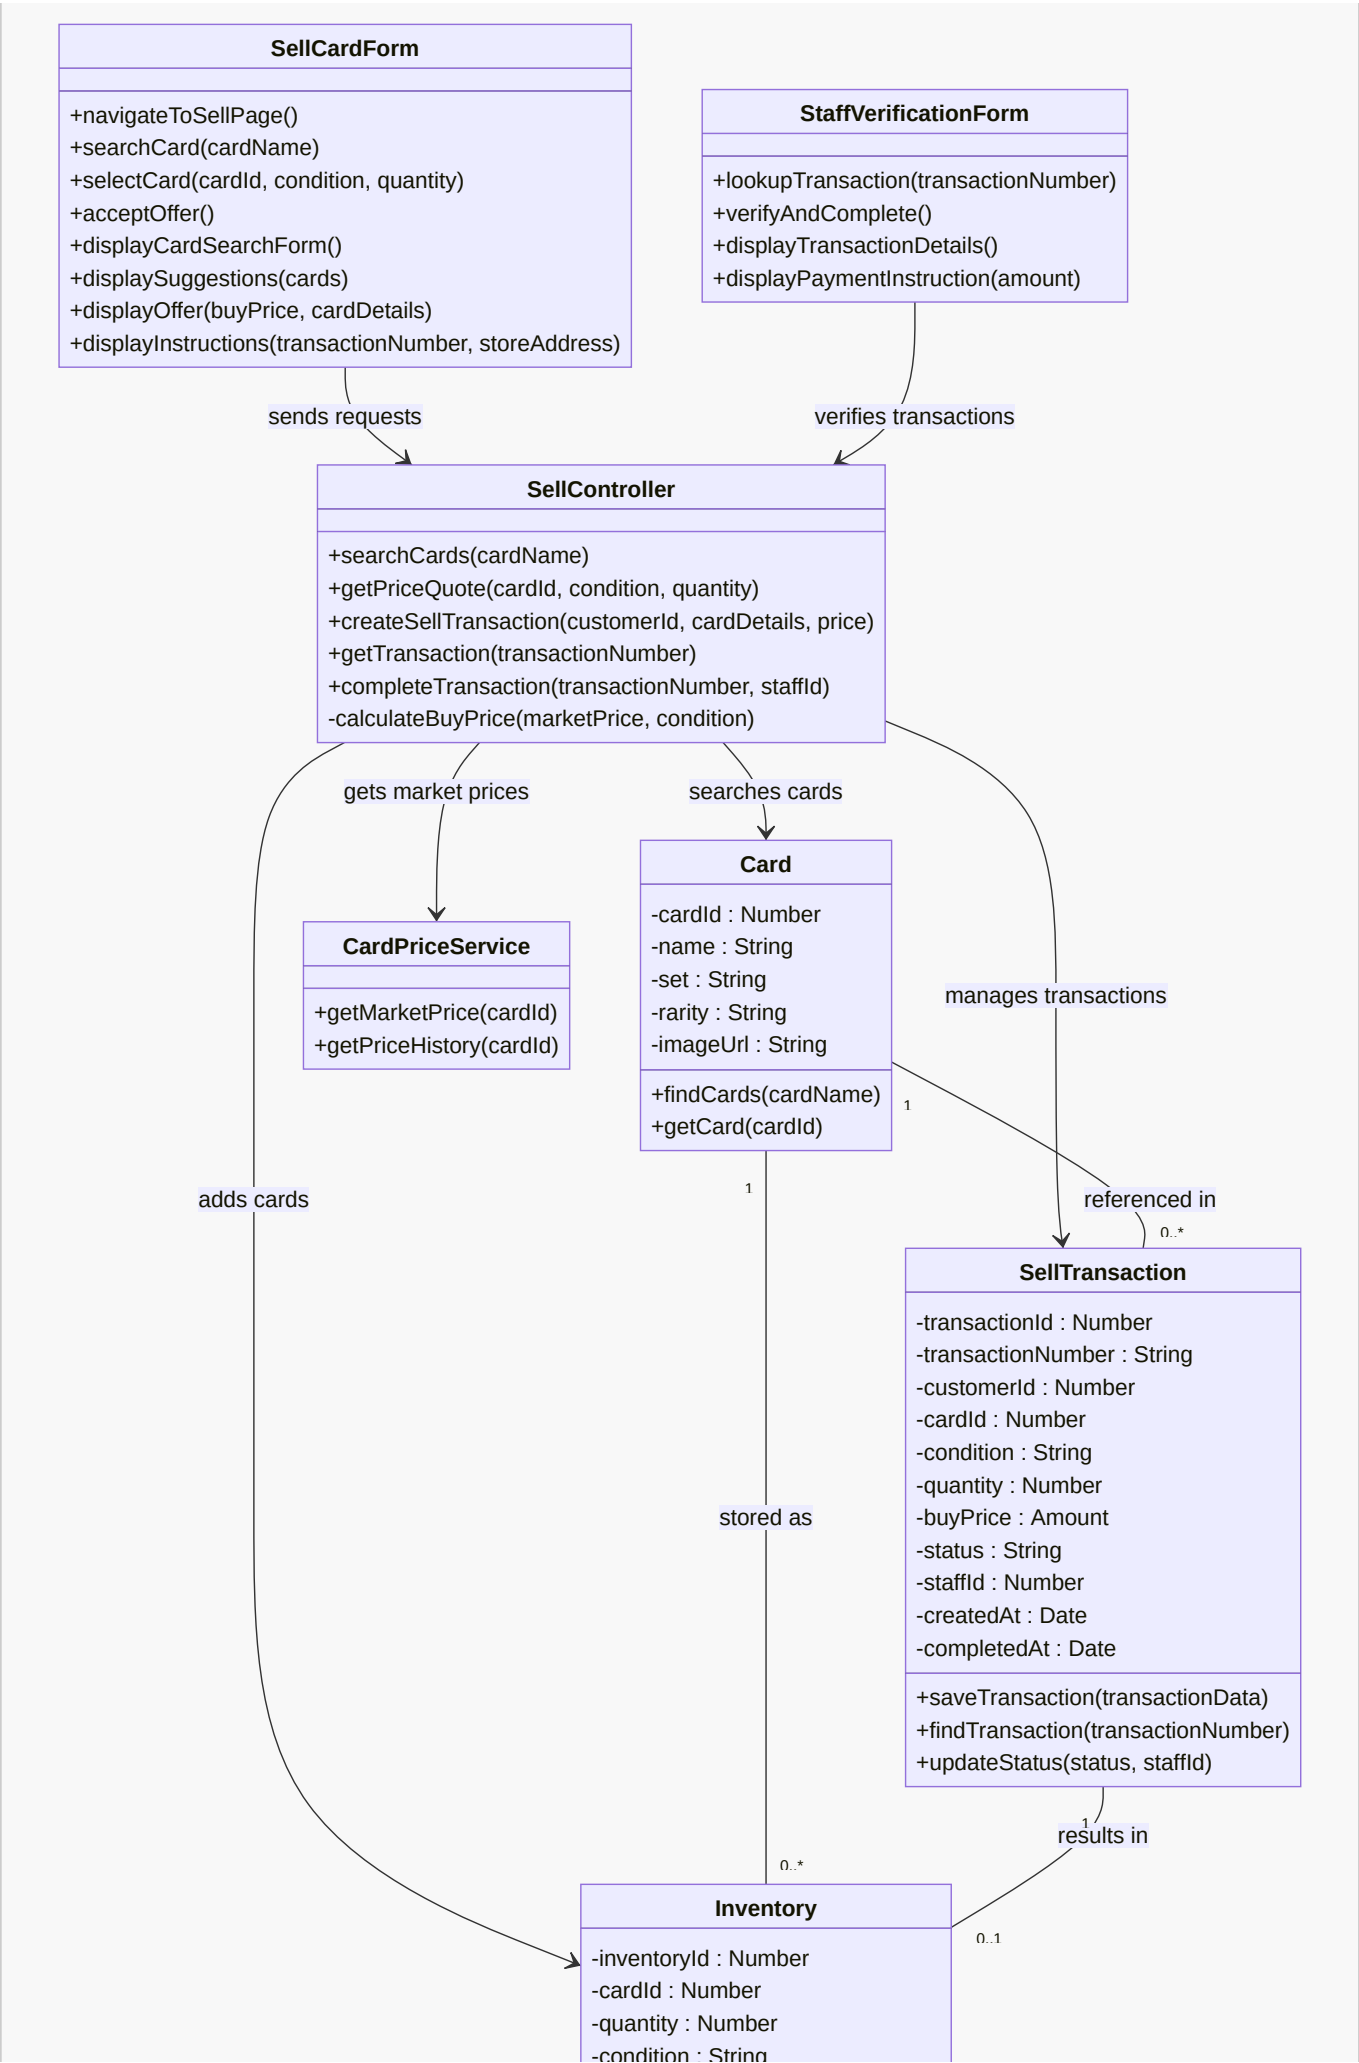 SellCardForm
+navigateToSellPage()
+searchCard(cardName)
+selectCard(cardId, condition, quantity)
+acceptOffer()
+displayCardSearchForm()
+displaySuggestions(cards)
+displayOffer(buyPrice, cardDetails)
+displayInstructions(transactionNumber, storeAddress)
StaffVerificationForm
+lookupTransaction(transactionNumber)
+verifyAndComplete()
+displayTransactionDetails()
+displayPaymentInstruction(amount)
sends requests
verifies transactions
SellController
+searchCards(cardName)
+getPriceQuote(cardId, condition, quantity)
+createSellTransaction(customerId, cardDetails, price)
+getTransaction(transactionNumber)
+completeTransaction(transactionNumber, staffId)
-calculateBuyPrice(marketPrice, condition)
gets market prices
searches cards
CardPriceService
+getMarketPrice(cardId)
+getPriceHistory(cardId)
Card
-cardId : Number
-name : String
-set : String
-rarity : String
-imageUrl : String
+findCards(cardName)
+getCard(cardId)
manages transactions
1
1
adds cards
referenced in
0..*
SellTransaction
-transactionId : Number
-transactionNumber : String
-customerId : Number
-cardId : Number
-condition : String
-quantity : Number
-buyPrice : Amount
-status : String
-staffId : Number
-createdAt : Date
-completedAt : Date
+saveTransaction(transactionData)
+findTransaction(transactionNumber)
+updateStatus(status, staffId)
stored as
1
results in
0..*
0..1
Inventory
-inventoryId : Number
-cardId : Number
-quantity : Number
-condition : String